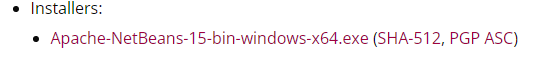 Installers:
Apache-NetBeans-15-bin-windows-x64.exe (SHA-512, PGP ASC)